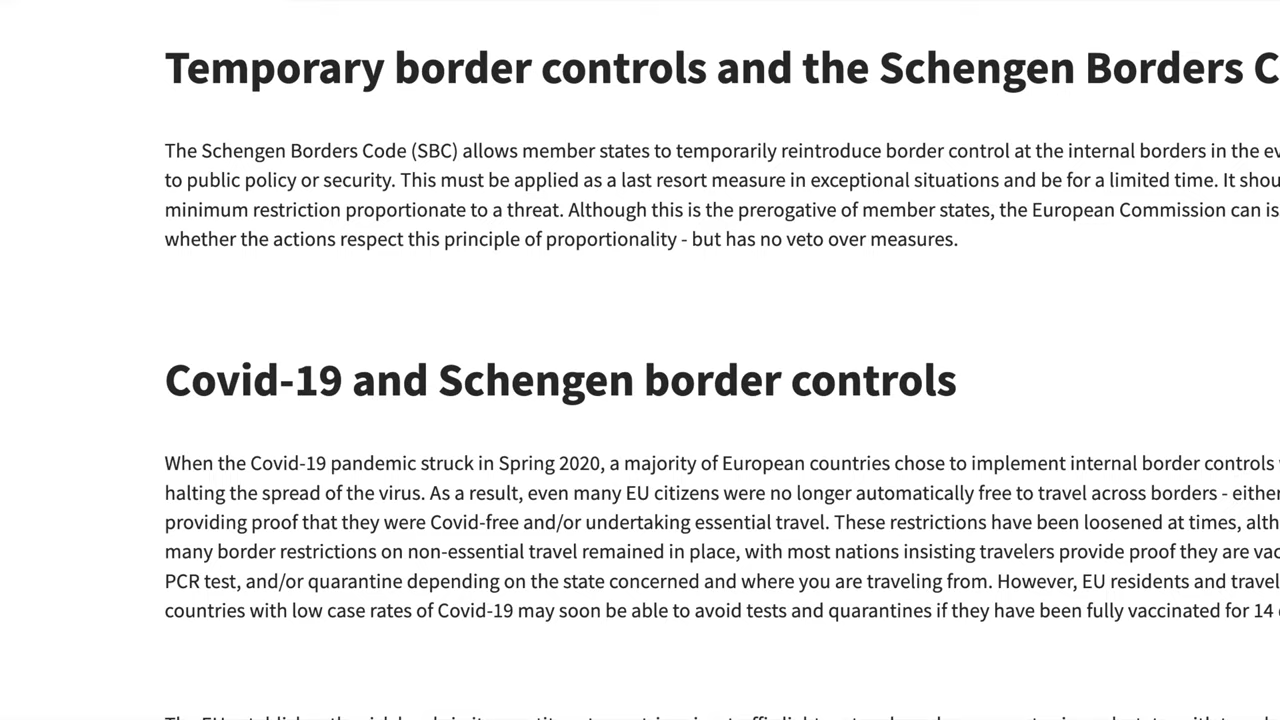 Temporary border controls and the Schengen Borders
The Schengen Borders Code (SBC) allows member states to temporarily reintroduce border control at the internal borders in the
to public policy or security. This must be applied as a last resort measure in exceptional situations and be for a limited time. It
minimum restriction proportionate to a threat. Although this is the prerogative of member states, the European Commission can
whether the actions respect this principle of proportionality - but has no veto over measures.
Covid-19 and Schengen border controls
When the Covid-19 pandemic struck in Spring 2020, a majority of European countries chose to implement internal border controls
halting the spread of the virus. As a result, even many EU citizens were no longer automatically free to travel across borders - either
providing proof that they were Covid-free and/or undertaking essential travel. These restrictions have been loosened at times,
many border restrictions on non-essential travel remained in place, with most nations insisting travelers provide proof they are
PCR test, and/or quarantine depending on the state concerned and where you are traveling from. However, EU residents and
countries with low case rates of Covid-19 may soon be able to avoid tests and quarantines if they have been fully vaccinated for 14